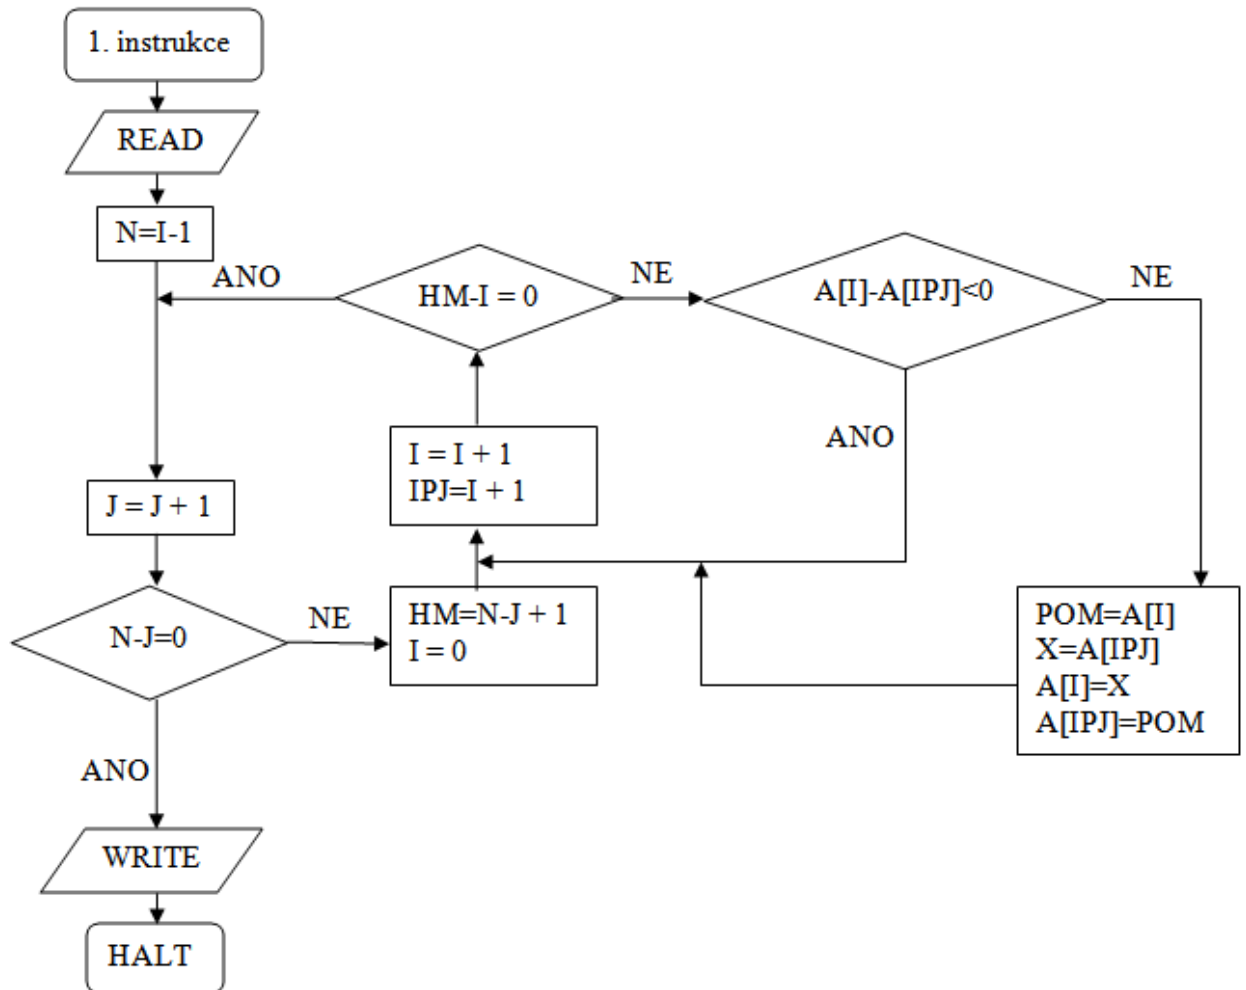 1. instrukce
READ
N=I-1
ANO
HM-I = 0
NE
A[I]-A[IPJ]<0
NE
ANO
I = I + 1
IPJ=I + 1
J = J + 1
N-J=0
NE
HM=N-J + 1
I = 0
POM=A[I]
X=A[IPJ]
A[I]=X
A[IPJ]=POM
ANO
WRITE
HALT